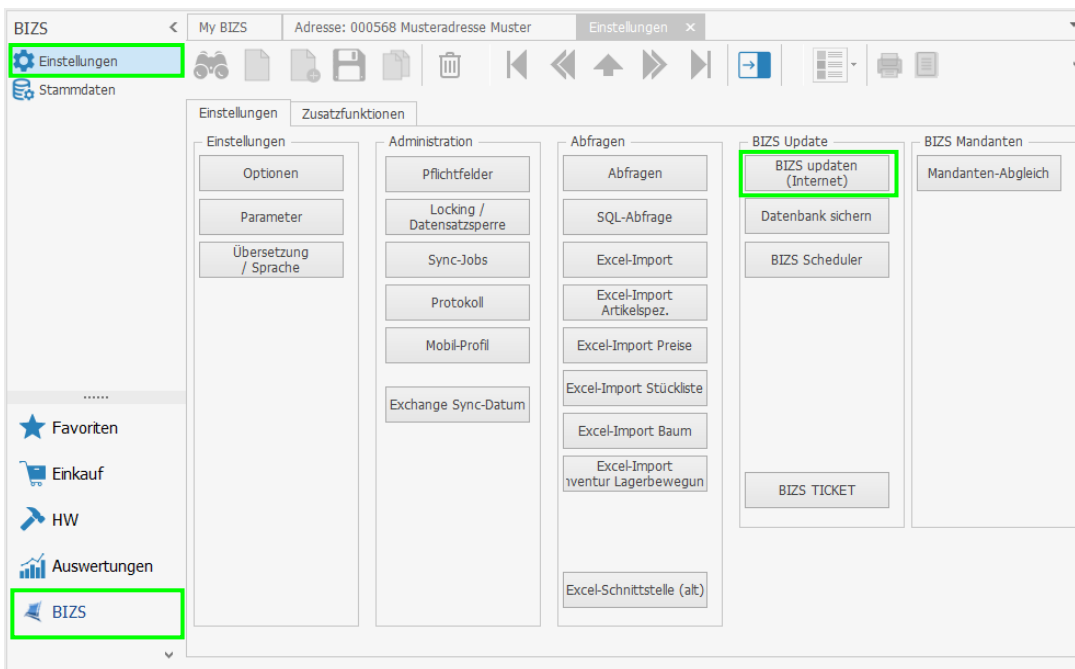 BIZS
My BIZS
Adresse: 000568 Musteradresse Muster
Einstellungen
Einstellungen
Stammdaten
Einstellungen
Zusatzfunktionen
Einstellungen
Optionen
Parameter
Übersetzung
/ Sprache
Administration
Pflichtfelder
Locking /
Datensatzsperre
Sync-Jobs
Protokoll
Mobil-Profil
Exchange Sync-Datum
Abfragen
Abfragen
SQL-Abfrage
Excel-Import
Excel-Import
Artikelspez.
Excel-Import Preise
Excel-Import Stückliste
Excel-Import Baum
Excel-Import
nventur Lagerbewegun
Excel-Schnittstelle (alt)
BIZS Update
BIZS updaten
(Internet)
Datenbank sichern
BIZS Scheduler
BIZS TICKET
BIZS Mandanten
Mandanten-Abgleich
Favoriten
Einkauf
HW
Auswertungen
BIZS